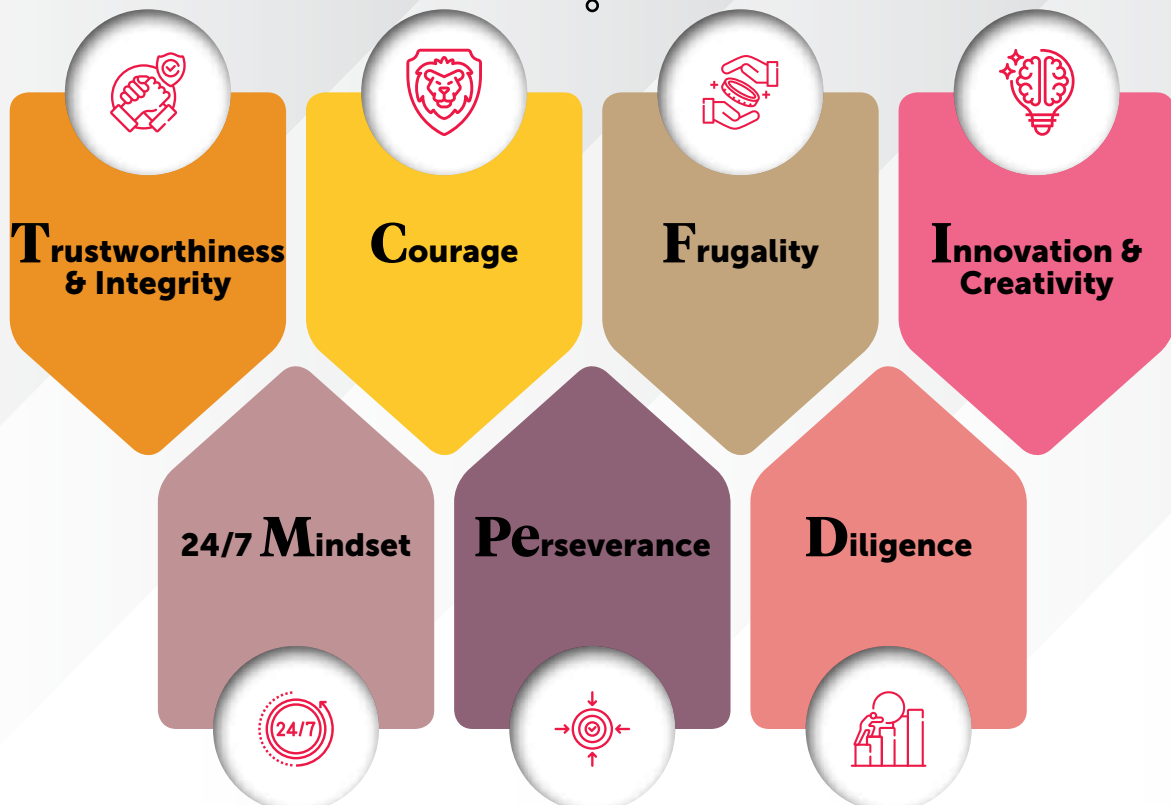 Trustworthiness
& Integrity
Courage
Frugality
Innovation &
Creativity
24/7 Mindset
Perseverance
Diligence
24/7